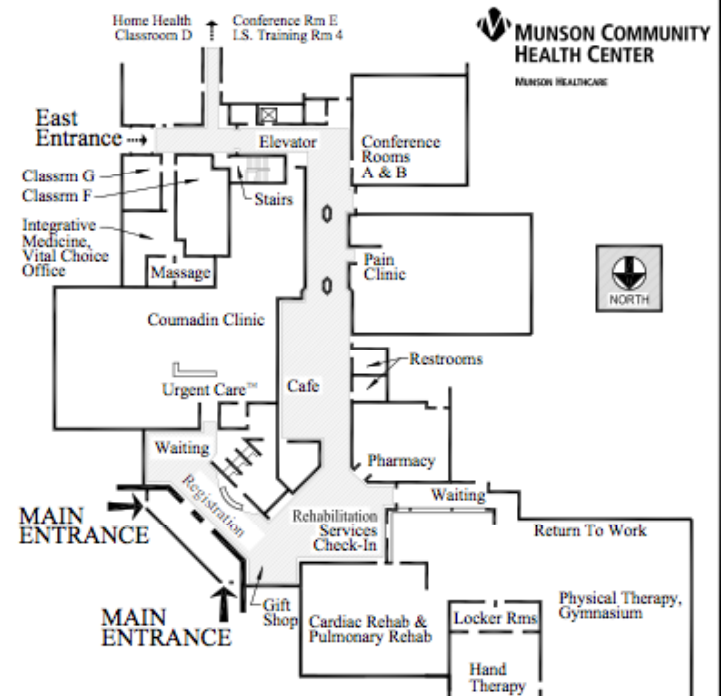 Home Health
Classroom D
Conference Rm E
I.S. Training Rm 4
MUNSON COMMUNITY
HEALTH CENTER
MUNSON HEALTHCARE
East
Entrance
Elevator
Conference
Rooms
A & B
Classrm G
Classrm F
Stairs
Integrative
Medicine,
Vital Choice
Office
Massage
Pain
Clinic
NORTH
Coumadin Clinic
Restrooms
Urgent Care™
Cafe
Waiting
Pharmacy
Registration
Waiting
MAIN
ENTRANCE
Rehabilitation
Services
Check-In
Return To Work
Gift
Shop
MAIN
ENTRANCE
Cardiac Rehab &
Pulmonary Rehab
Locker Rms
Physical Therapy,
Gymnasium
Hand
Therapy